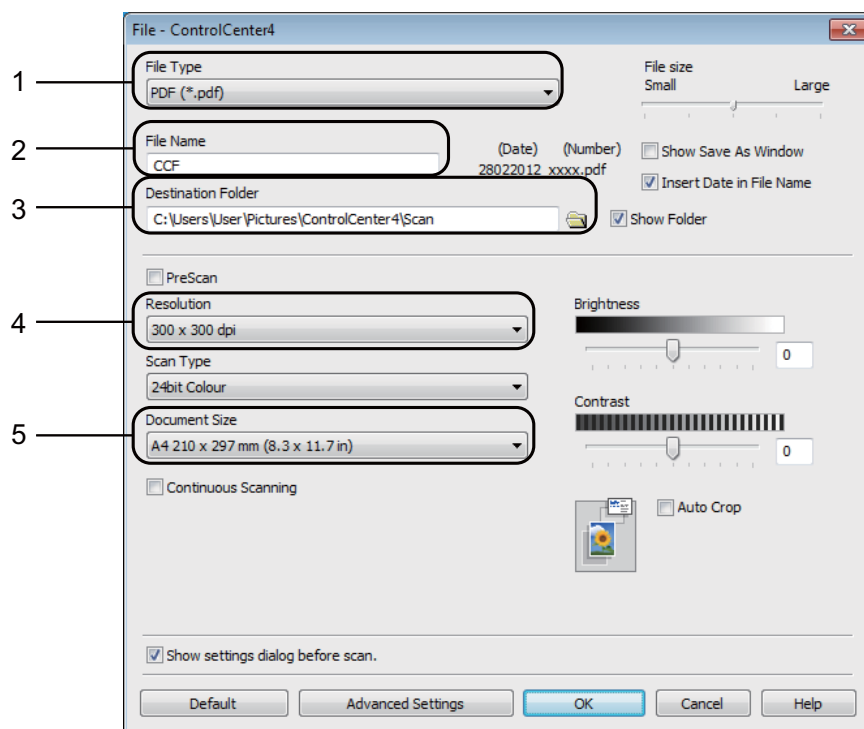 File - ControlCenter4
1
File Type
PDF (*.pdf)
File size
Small Large
2
File Name
CCF
(Date) (Number)
28022012 xxxx.pdf
Show Save As Window
Insert Date in File Name
3
Destination Folder
C:\Users\User\Pictures\ControlCenter4\Scan
Show Folder
PreScan
4
Resolution
300 x 300 dpi
Brightness
0
Scan Type
24bit Colour
Contrast
0
5
Document Size
A4 210 x 297 mm (8.3 x 11.7 in)
Continuous Scanning
Auto Crop
Show settings dialog before scan.
Default Advanced Settings OK Cancel Help